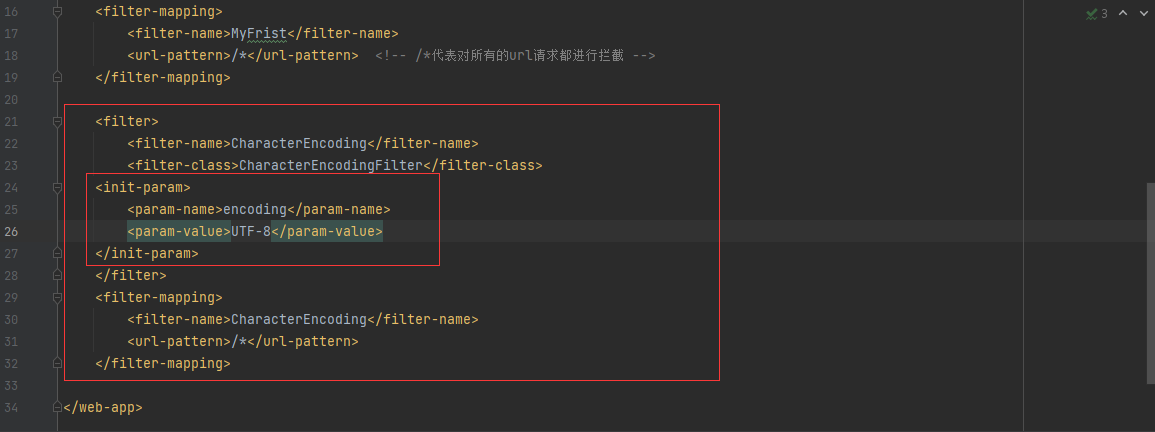 16 <filter-mapping>
17 <filter-name>MyFrist</filter-name>
18 <url-pattern>/*</url-pattern> <!-- /*代表对所有的url请求都进行拦截 -->
19 </filter-mapping>
20
21 <filter>
22 <filter-name>CharacterEncoding</filter-name>
23 <filter-class>CharacterEncodingFilter</filter-class>
24 <init-param>
25 <param-name>encoding</param-name>
26 <param-value>UTF-8</param-value>
27 </init-param>
28 </filter>
29 <filter-mapping>
30 <filter-name>CharacterEncoding</filter-name>
31 <url-pattern>/*</url-pattern>
32 </filter-mapping>
33
34 </web-app>
3